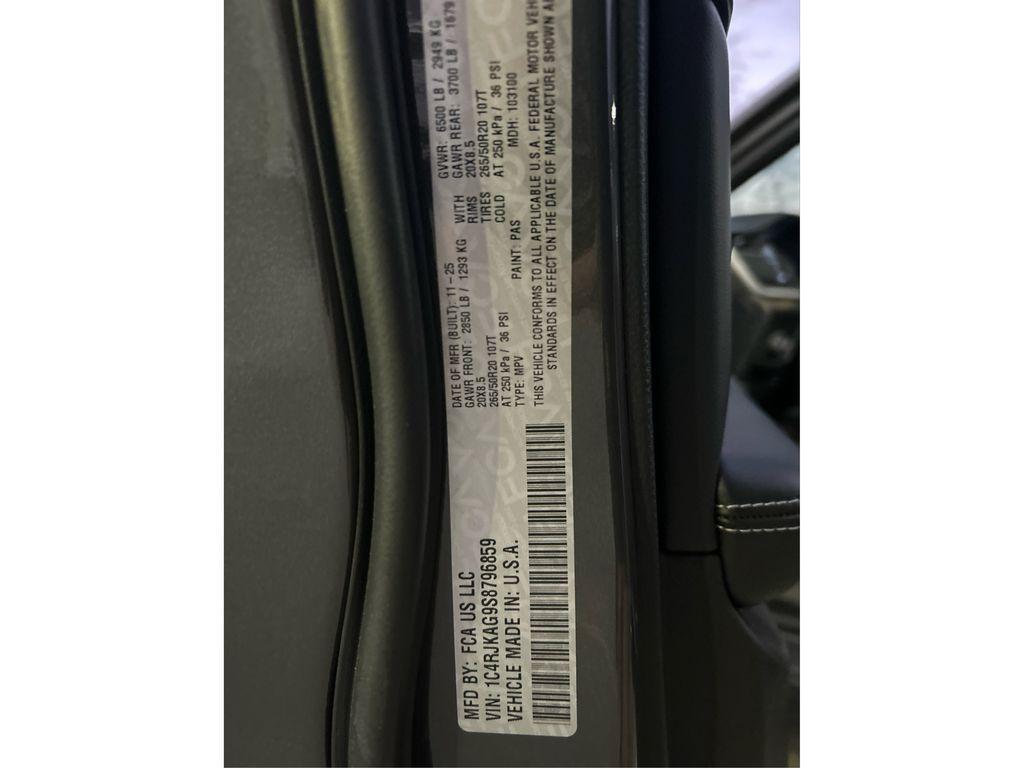 MFD BY: FCA US LLC
VIN: 1C4RJKAG9S8796859
VEHICLE MADE IN: U.S.A.
DATE OF MFR (BUILT): 11-25
GAWR FRONT: 2850 LB / 1293 KG
20X8.5
265/50R20 107T
AT 250 kPa / 36 PSI
TYPE: MPV
PAINT: PAS
WITH
RIMS
TIRES
COLD
GVWR: 6500 LB / 2949 KG
GAWR REAR: 3700 LB / 1679
20X8.5
265/50R20 107T
AT 250 kPa / 36 PSI
MDH: 103100
THIS VEHICLE CONFORMS TO ALL APPLICABLE U.S.A. FEDERAL MOTOR VEH
STANDARDS IN EFFECT ON THE DATE OF MANUFACTURE SHOWN